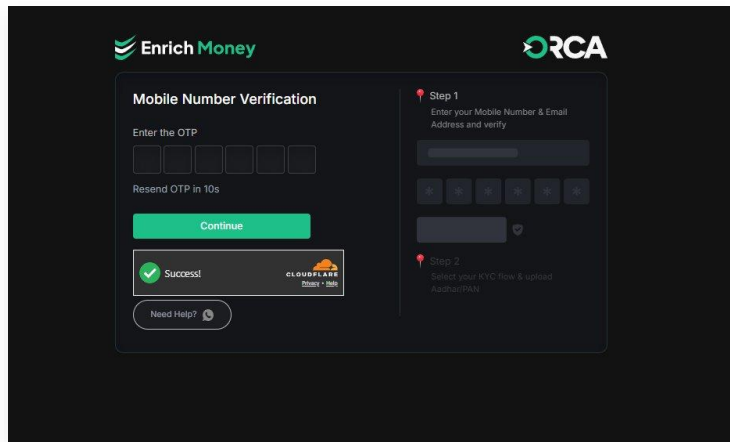 Enrich Money
ORCA
Mobile Number Verification
Enter the OTP
Resend OTP in 10s
Continue
Success!
CLOUDFLARE
Privacy • Help
Need Help?
Step 1
Enter your Mobile Number & Email
Address and verify
* * * * * *
Step 2
Select your KYC flow & upload
Aadhar/PAN